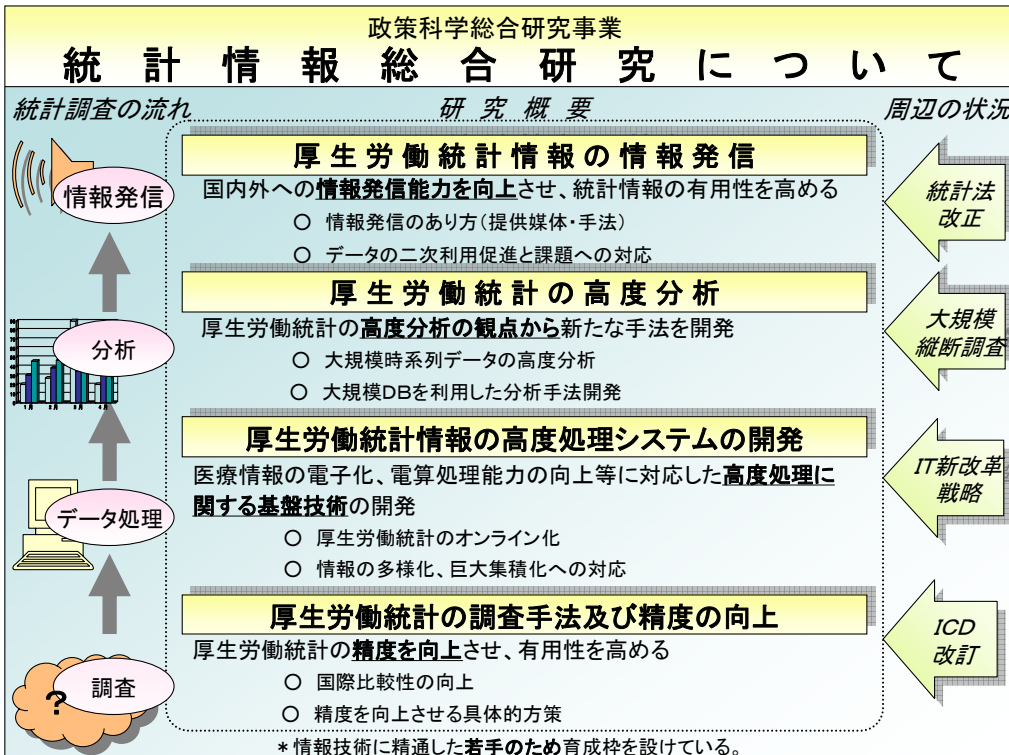 政策科学総合研究事業
統計情報総合研究について
統計調査の流れ
研究概要
周辺の状況
情報発信
厚生労働統計情報の情報発信
国内外への情報発信能力を向上させ、統計情報の有用性を高める
○ 情報発信のあり方(提供媒体・手法)
○ データの二次利用促進と課題への対応
統計法
改正
分析
1月 2月 3月 4月
厚生労働統計の高度分析
厚生労働統計の高度分析の観点から新たな手法を開発
○ 大規模時系列データの高度分析
○ 大規模DBを利用した分析手法開発
大規模
縦断調査
データ処理
厚生労働統計情報の高度処理システムの開発
医療情報の電子化、電算処理能力の向上等に対応した高度処理に
関する基盤技術の開発
○ 厚生労働統計のオンライン化
○ 情報の多様化、巨大集積化への対応
IT新改革
戦略
?
調査
厚生労働統計の調査手法及び精度の向上
厚生労働統計の精度を向上させ、有用性を高める
○ 国際比較性の向上
○ 精度を向上させる具体的方策
ICD
改訂
*情報技術に精通した若手のため育成枠を設けている。